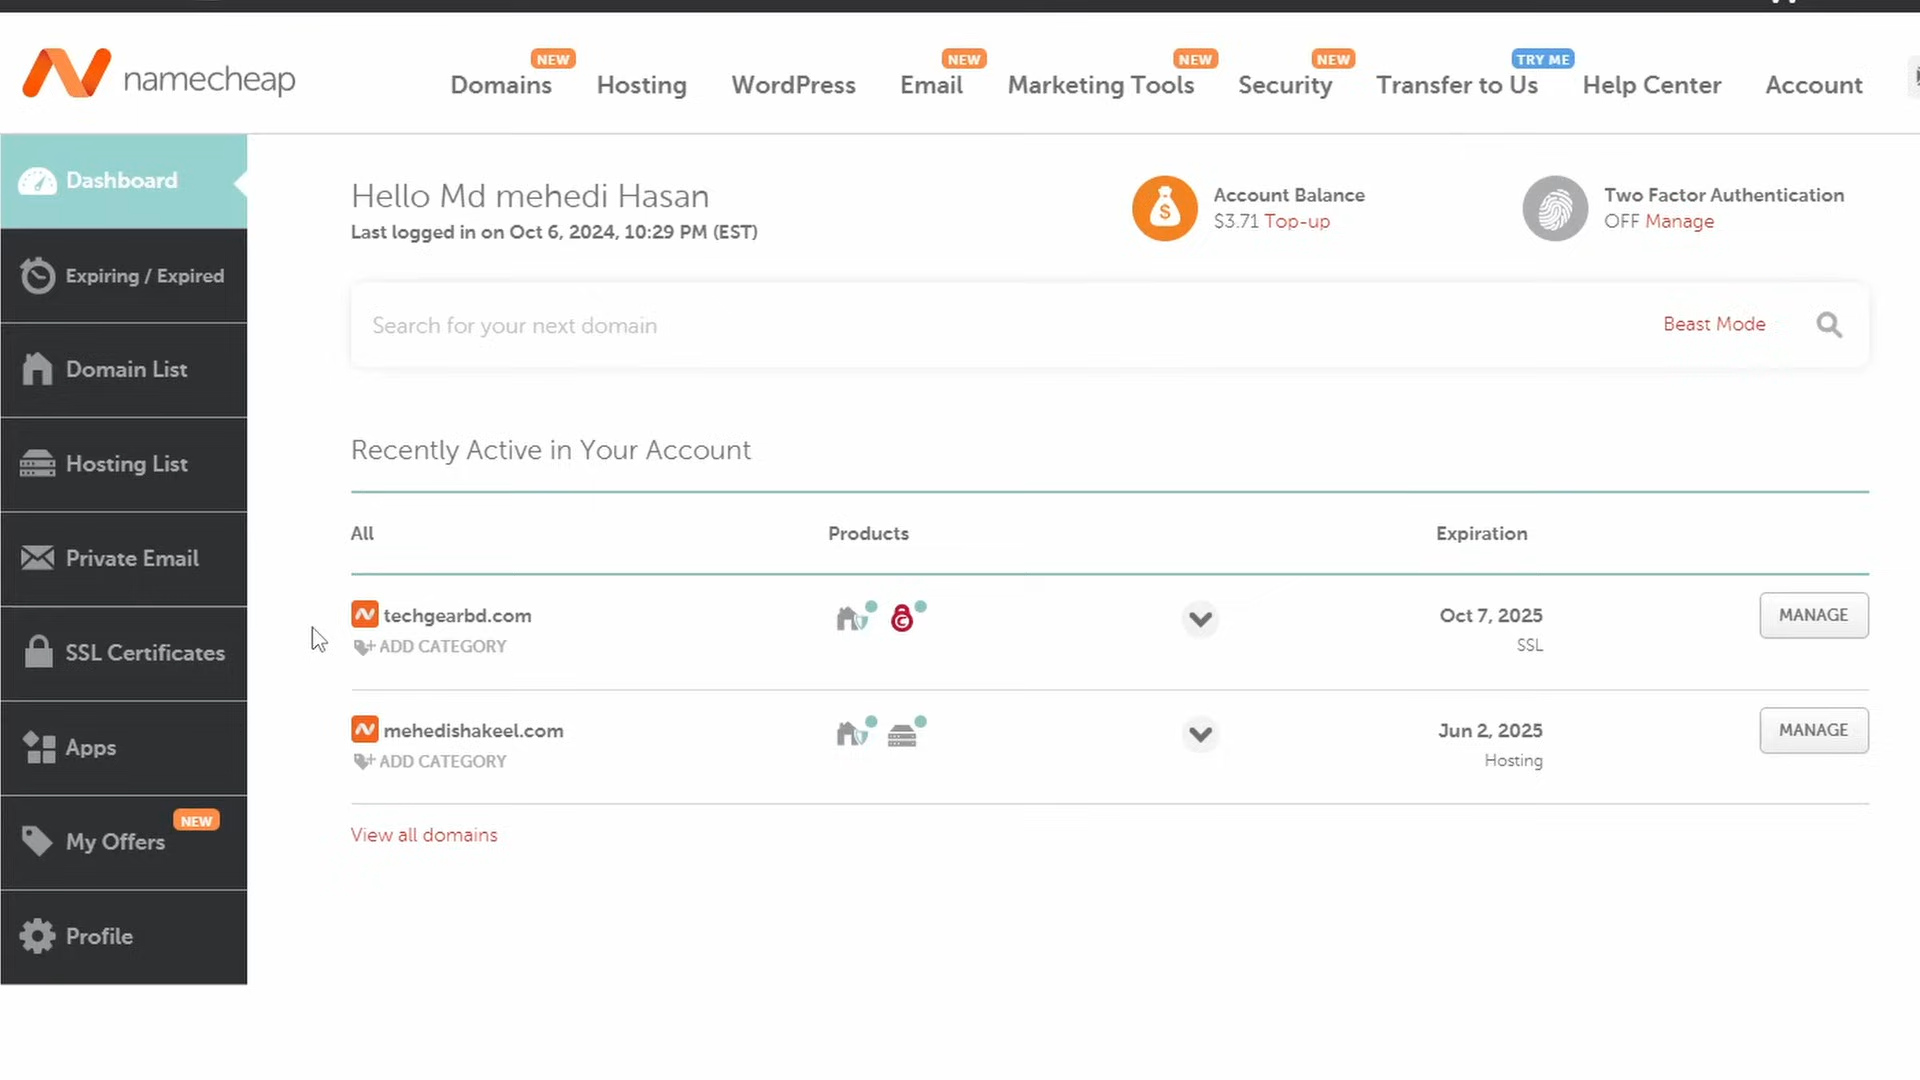 namecheap
Domains NEW
Hosting
WordPress
Email NEW
Marketing Tools NEW
Security NEW
Transfer to Us TRY ME
Help Center
Account
Dashboard
Expiring / Expired
Domain List
Hosting List
Private Email
SSL Certificates
Apps
My Offers NEW
Profile
Hello Md mehedi Hasan
Last logged in on Oct 6, 2024, 10:29 PM (EST)
Account Balance
$3.71 Top-up
Two Factor Authentication
OFF Manage
Search for your next domain
Beast Mode
Recently Active in Your Account
All Products Expiration
techgearbd.com Oct 7, 2025 MANAGE
ADD CATEGORY SSL
mehedishakeel.com Jun 2, 2025 MANAGE
ADD CATEGORY Hosting
View all domains